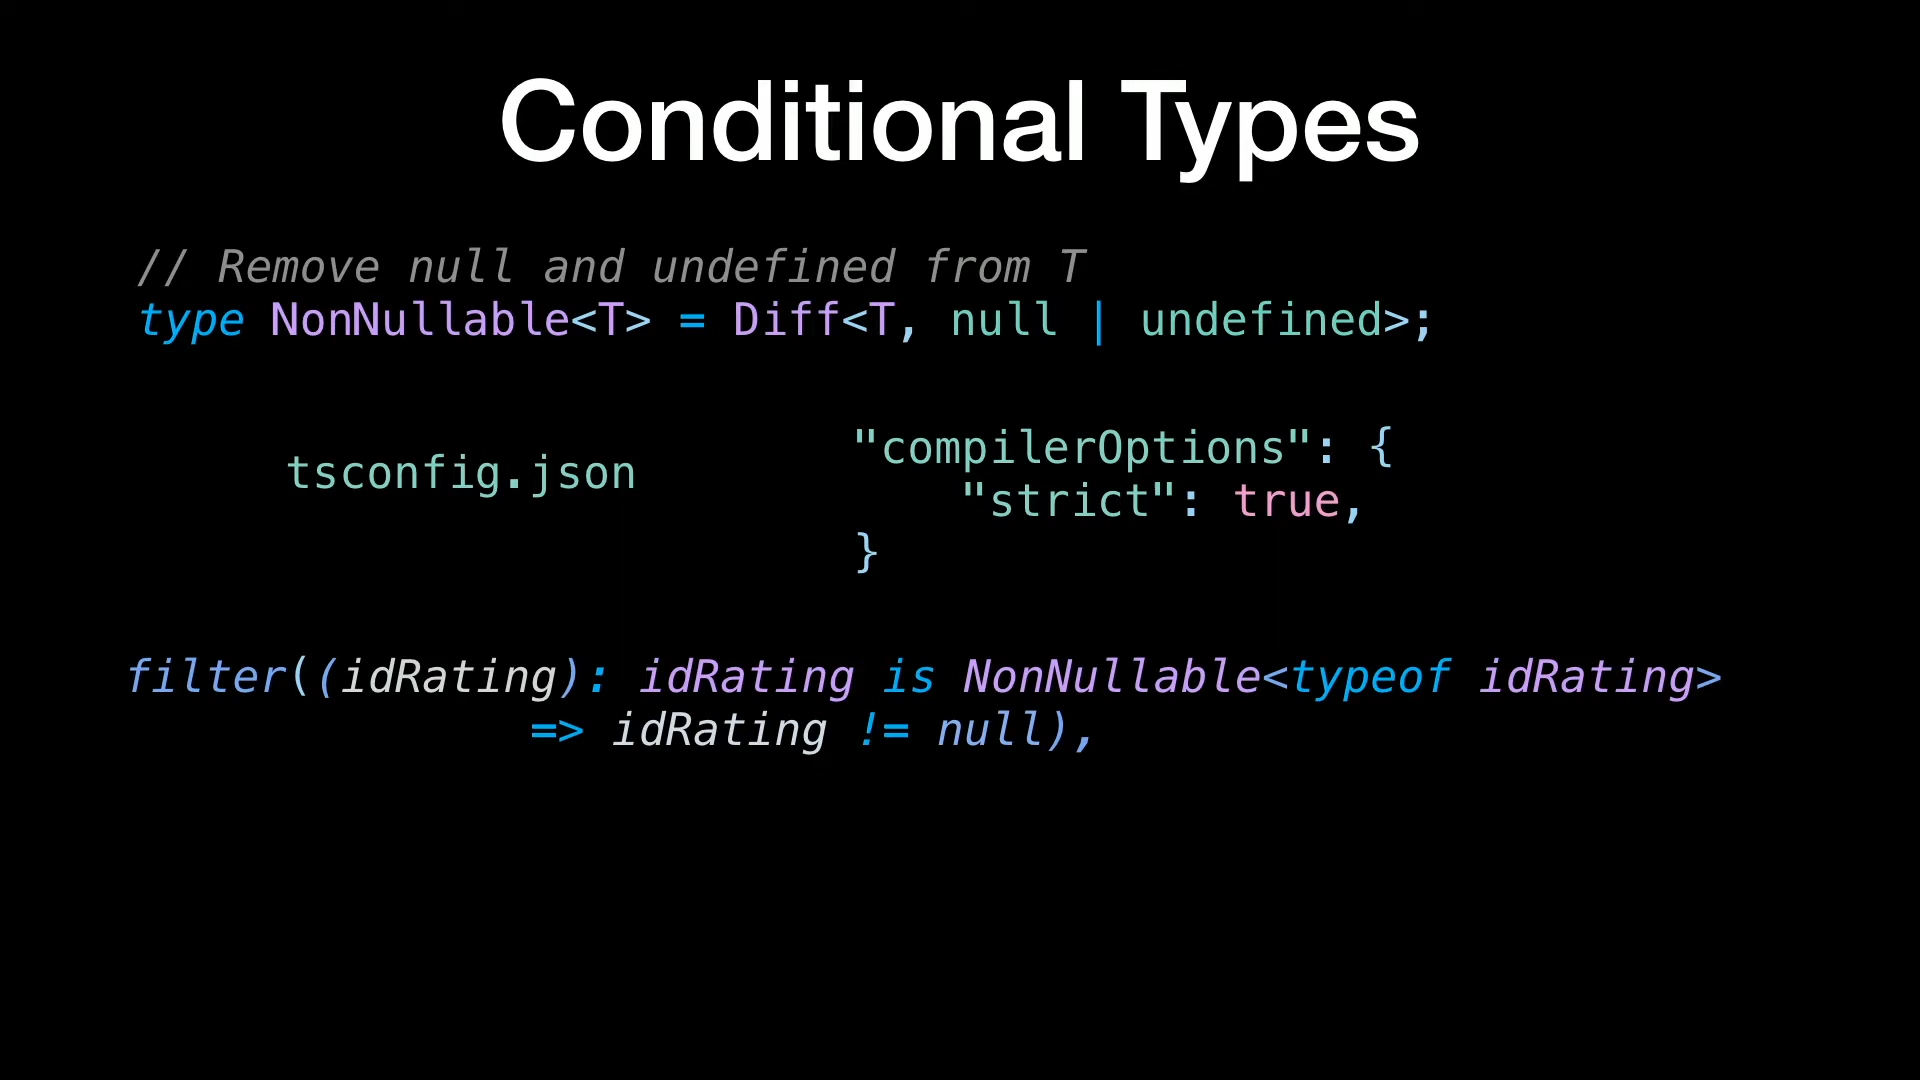 Conditional Types
// Remove null and undefined from T
type NonNullable<T> = Diff<T, null | undefined>;
tsconfig.json
"compilerOptions": {
"strict": true,
}
filter((idRating): idRating is NonNullable<typeof idRating>
=> idRating != null),